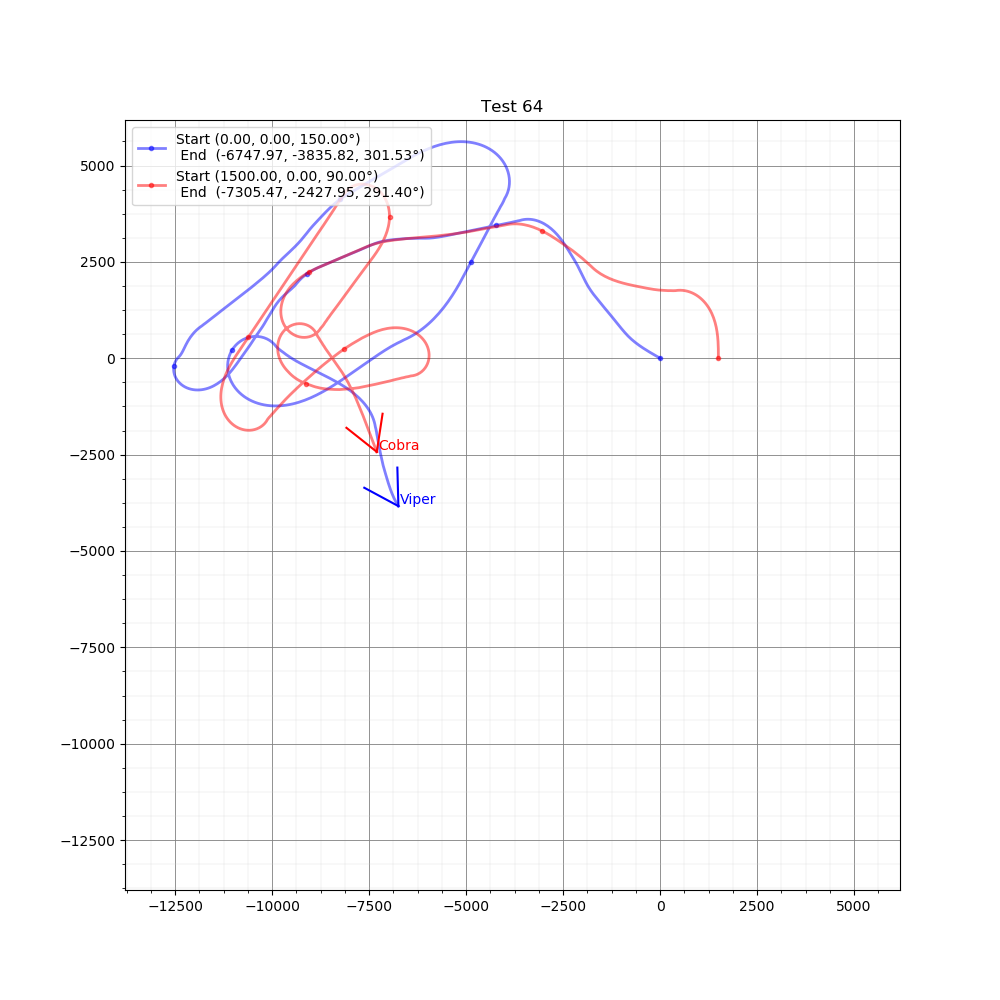 Test 64
Start (0.00, 0.00, 150.00°)
End (-6747.97, -3835.82, 301.53°)
Start (1500.00, 0.00, 90.00°)
End (-7305.47, -2427.95, 291.40°)
5000
2500
0
−2500
−5000
−7500
−10000
−12500
Cobra
Viper
−12500 −10000 −7500 −5000 −2500 0 2500 5000